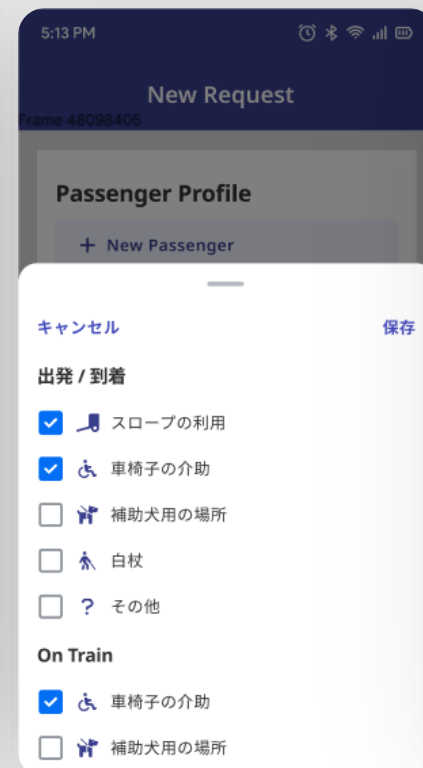 5:13 PM
New Request
Frame 48098406
Passenger Profile
+ New Passenger
キャンセル 保存
出発 / 到着
スロープの利用
車椅子の介助
補助犬用の場所
白杖
? その他
On Train
車椅子の介助
補助犬用の場所